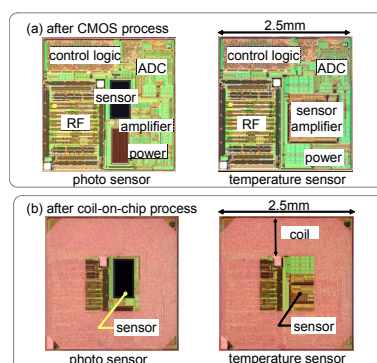 (a) after CMOS process
2.5mm
control logic
ADC
sensor
RF
amplifier
power
photo sensor
control logic
ADC
RF
sensor
amplifier
power
temperature sensor
(b) after coil-on-chip process
2.5mm
coil
sensor
sensor
photo sensor
temperature sensor